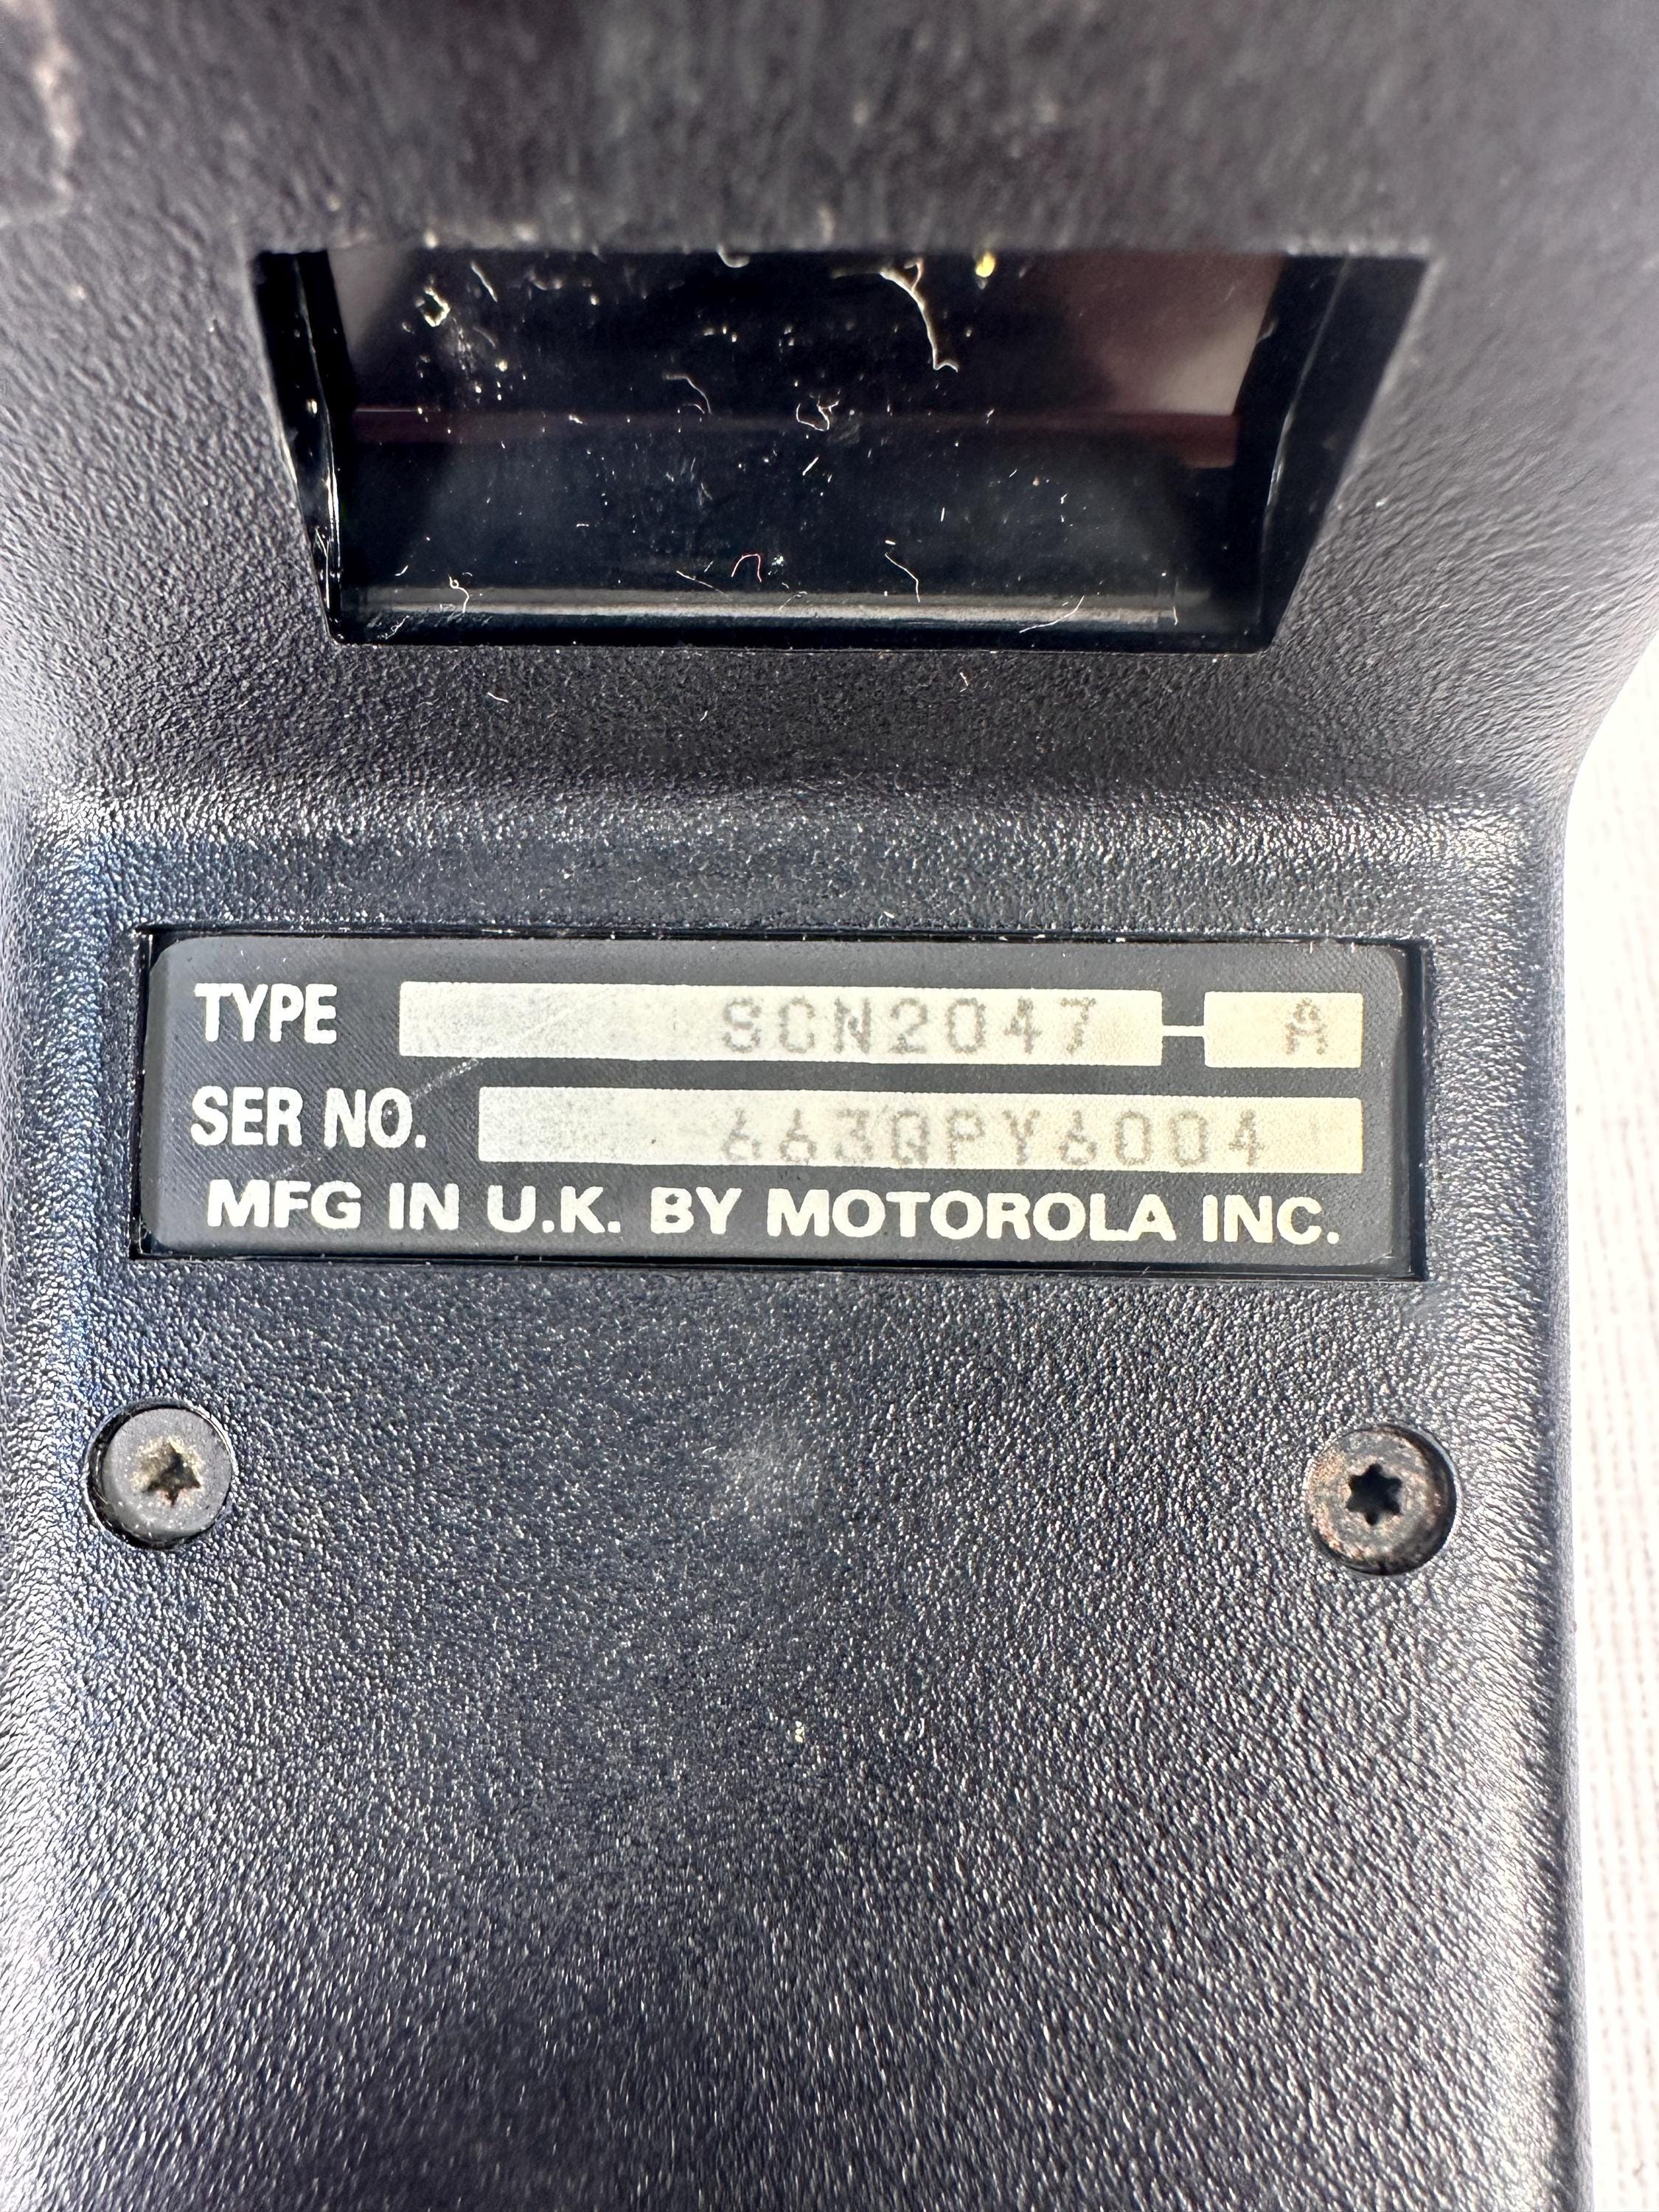 TYPE SCN2047 - A
SER NO. 663QPY6004
MFG IN U.K. BY MOTOROLA INC.